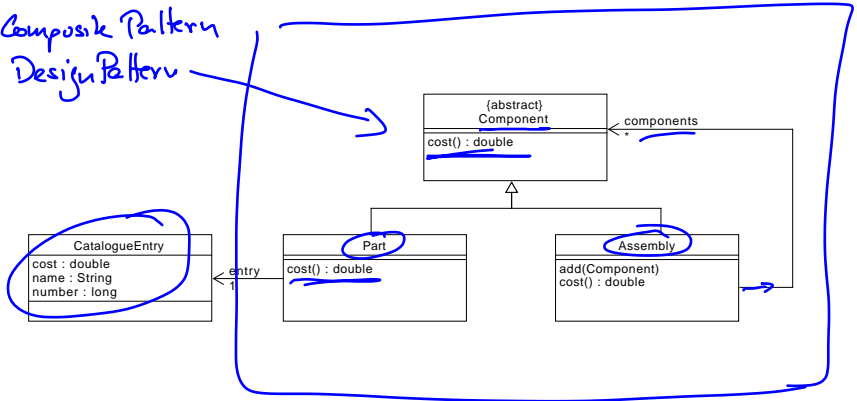 Composite Pattern
Design Pattern
{abstract}
Component
cost() : double
components
*
CatalogueEntry
cost : double
name : String
number : long
entry
1
Part
cost() : double
Assembly
add(Component)
cost() : double